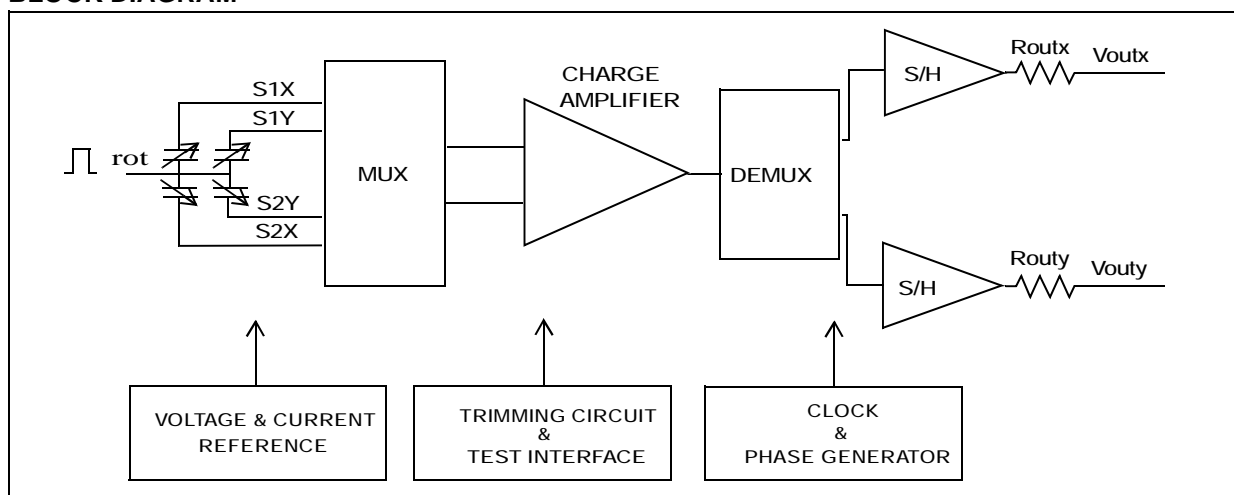 BLOCK DIAGRAM
CHARGE
AMPLIFIER
S1X
S1Y
rot
S2Y
S2X
MUX
DEMUX
S/H
Routx
Voutx
S/H
Routy
Vouty
VOLTAGE & CURRENT
REFERENCE
TRIMMING CIRCUIT
&
TEST INTERFACE
CLOCK
&
PHASE GENERATOR